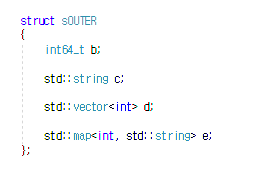 struct sOUTER
{
int64_t b;
std::string c;
std::vector<int> d;
std::map<int, std::string> e;
};